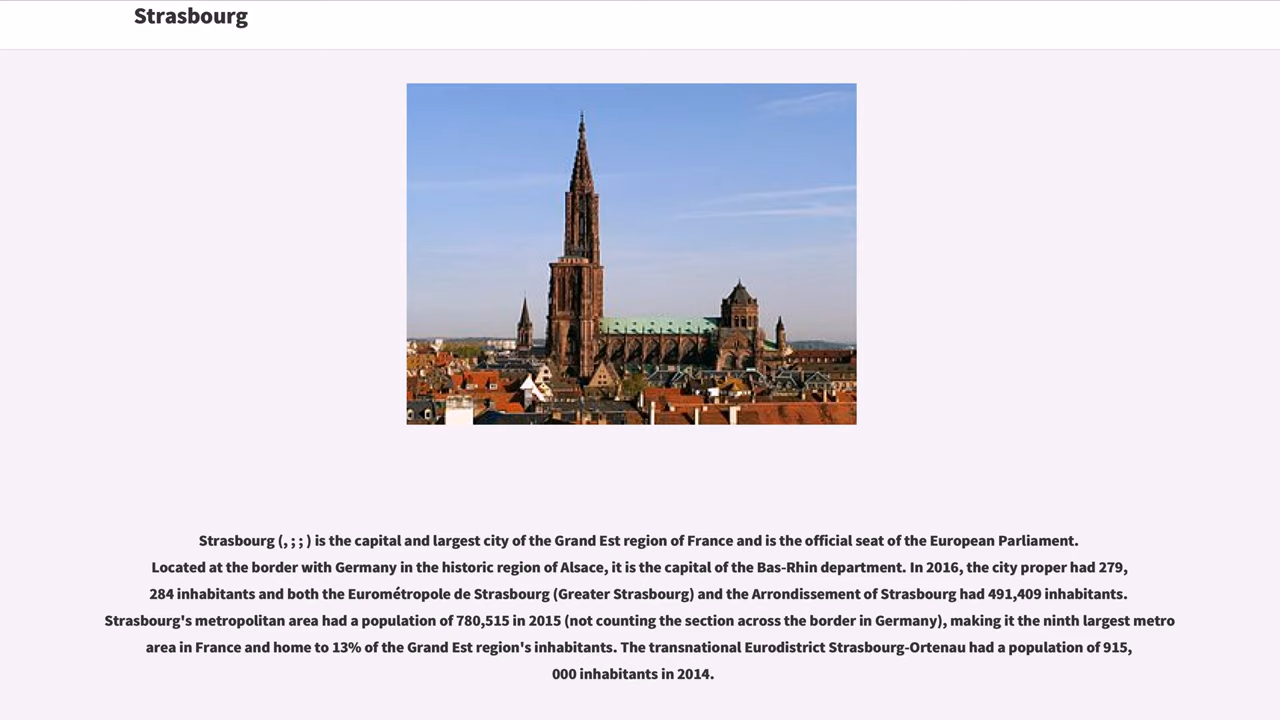 Strasbourg
Strasbourg (, ; ; ) is the capital and largest city of the Grand Est region of France and is the official seat of the European Parliament.
Located at the border with Germany in the historic region of Alsace, it is the capital of the Bas-Rhin department. In 2016, the city proper had 279,
284 inhabitants and both the Eurométropole de Strasbourg (Greater Strasbourg) and the Arrondissement of Strasbourg had 491,409 inhabitants.
Strasbourg's metropolitan area had a population of 780,515 in 2015 (not counting the section across the border in Germany), making it the ninth largest metro
area in France and home to 13% of the Grand Est region's inhabitants. The transnational Eurodistrict Strasbourg-Ortenau had a population of 915,
000 inhabitants in 2014.